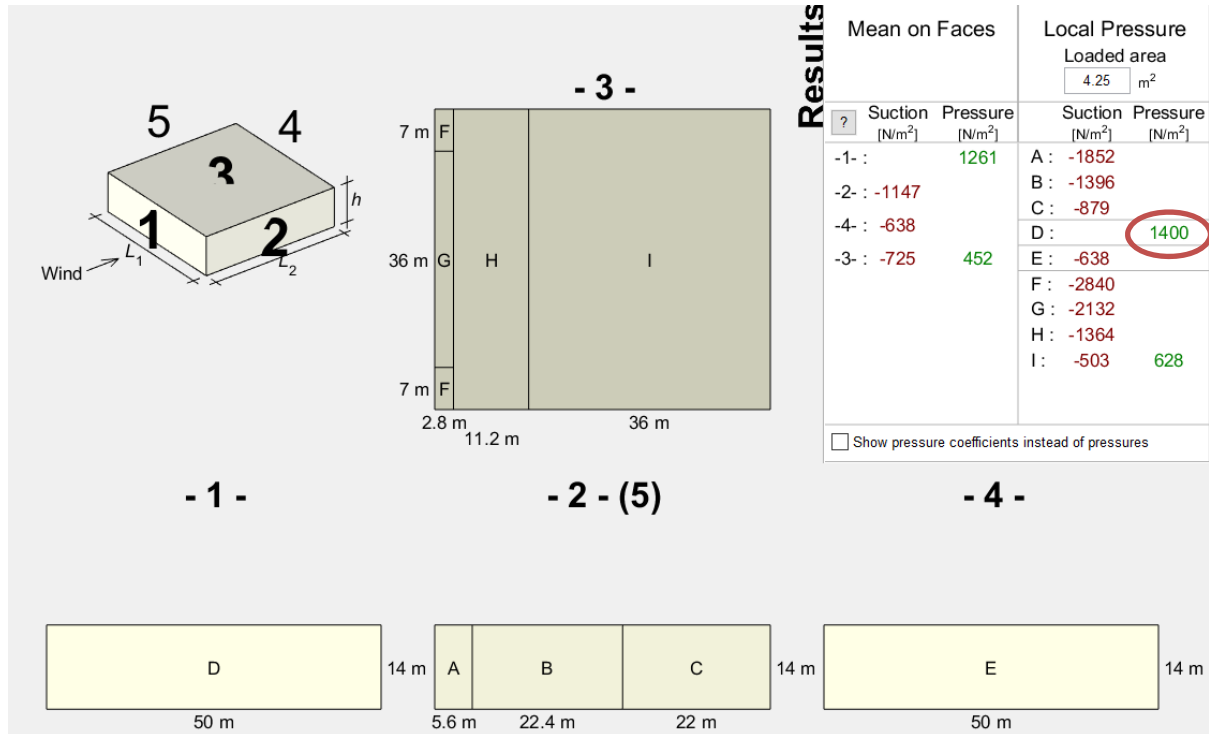 5
4
3
1
2
h
L1
L2
Wind
- 3 -
7 m
F
36 m
G
H
I
7 m
F
2.8 m
11.2 m
36 m
Results
Mean on Faces
Local Pressure
Loaded area
4.25 m²
? Suction Pressure
[N/m²] [N/m²]
Suction Pressure
[N/m²] [N/m²]
-1- : 1261
-2- : -1147
-4- : -638
-3- : -725 452
A : -1852
B : -1396
C : -879
D : 1400
E : -638
F : -2840
G : -2132
H : -1364
I : -503 628
Show pressure coefficients instead of pressures
- 1 -
- 2 - (5)
- 4 -
D
14 m
50 m
A B C
14 m
5.6 m 22.4 m 22 m
E
14 m
50 m